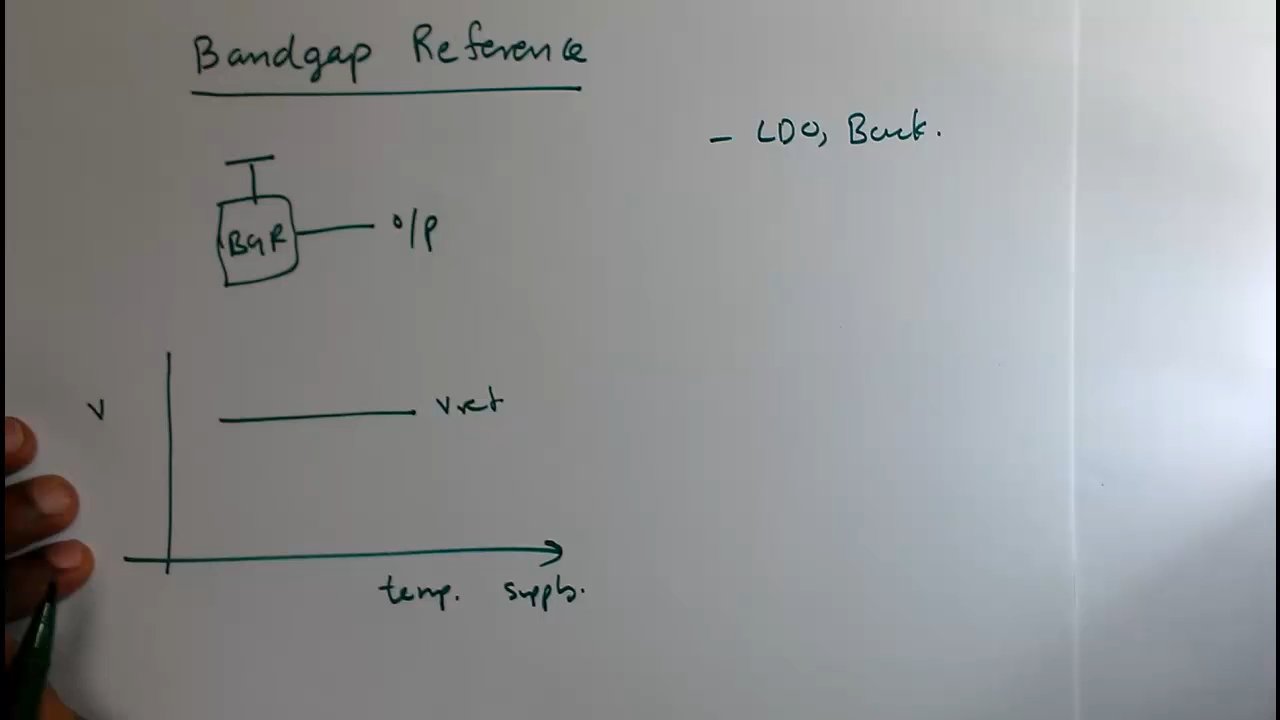 Bandgap Reference
- LDO, Buck.
BGR
o/p
V
Vref
temp. supply.